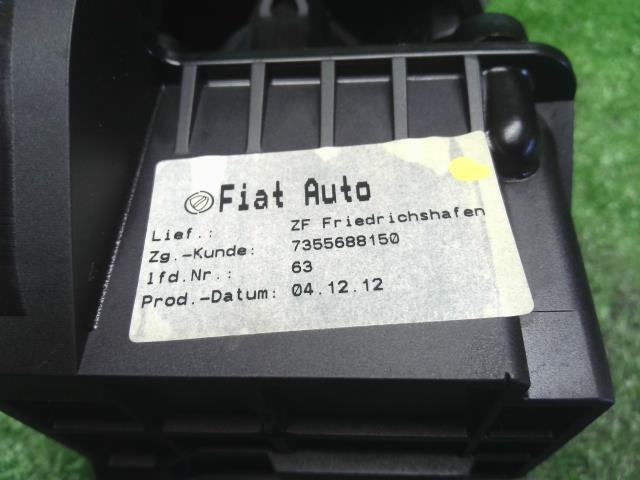 Fiat Auto
Lief.: ZF Friedrichshafen
Zg.-Kunde: 7355688150
lfd.Nr.: 63
Prod.-Datum: 04.12.12